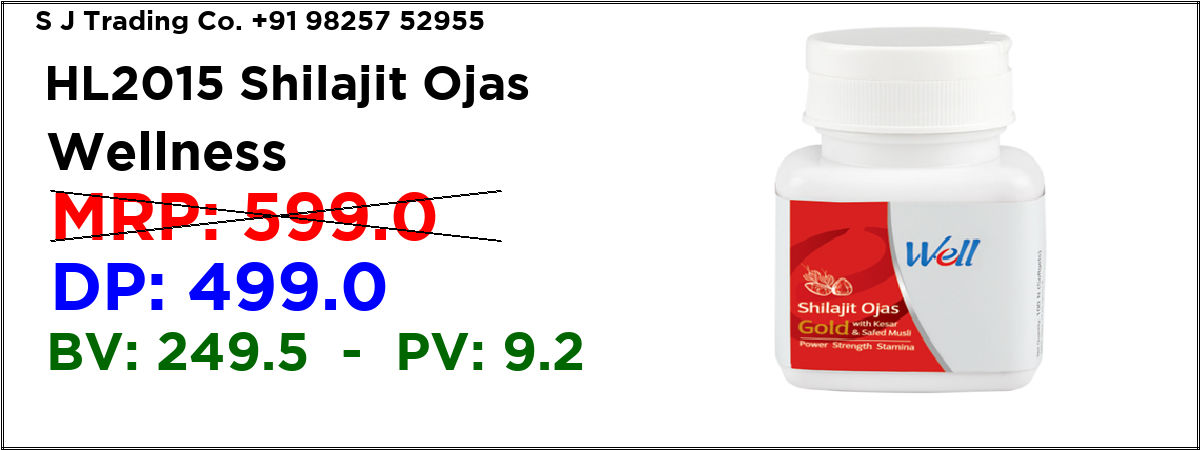 S J Trading Co. +91 98257 52955
HL2015 Shilajit Ojas
Wellness
MRP: 599.0
DP: 499.0
BV: 249.5 - PV: 9.2
Well
Shilajit Ojas
Gold with Kesar
& Safed Musli
Power Strength Stamina